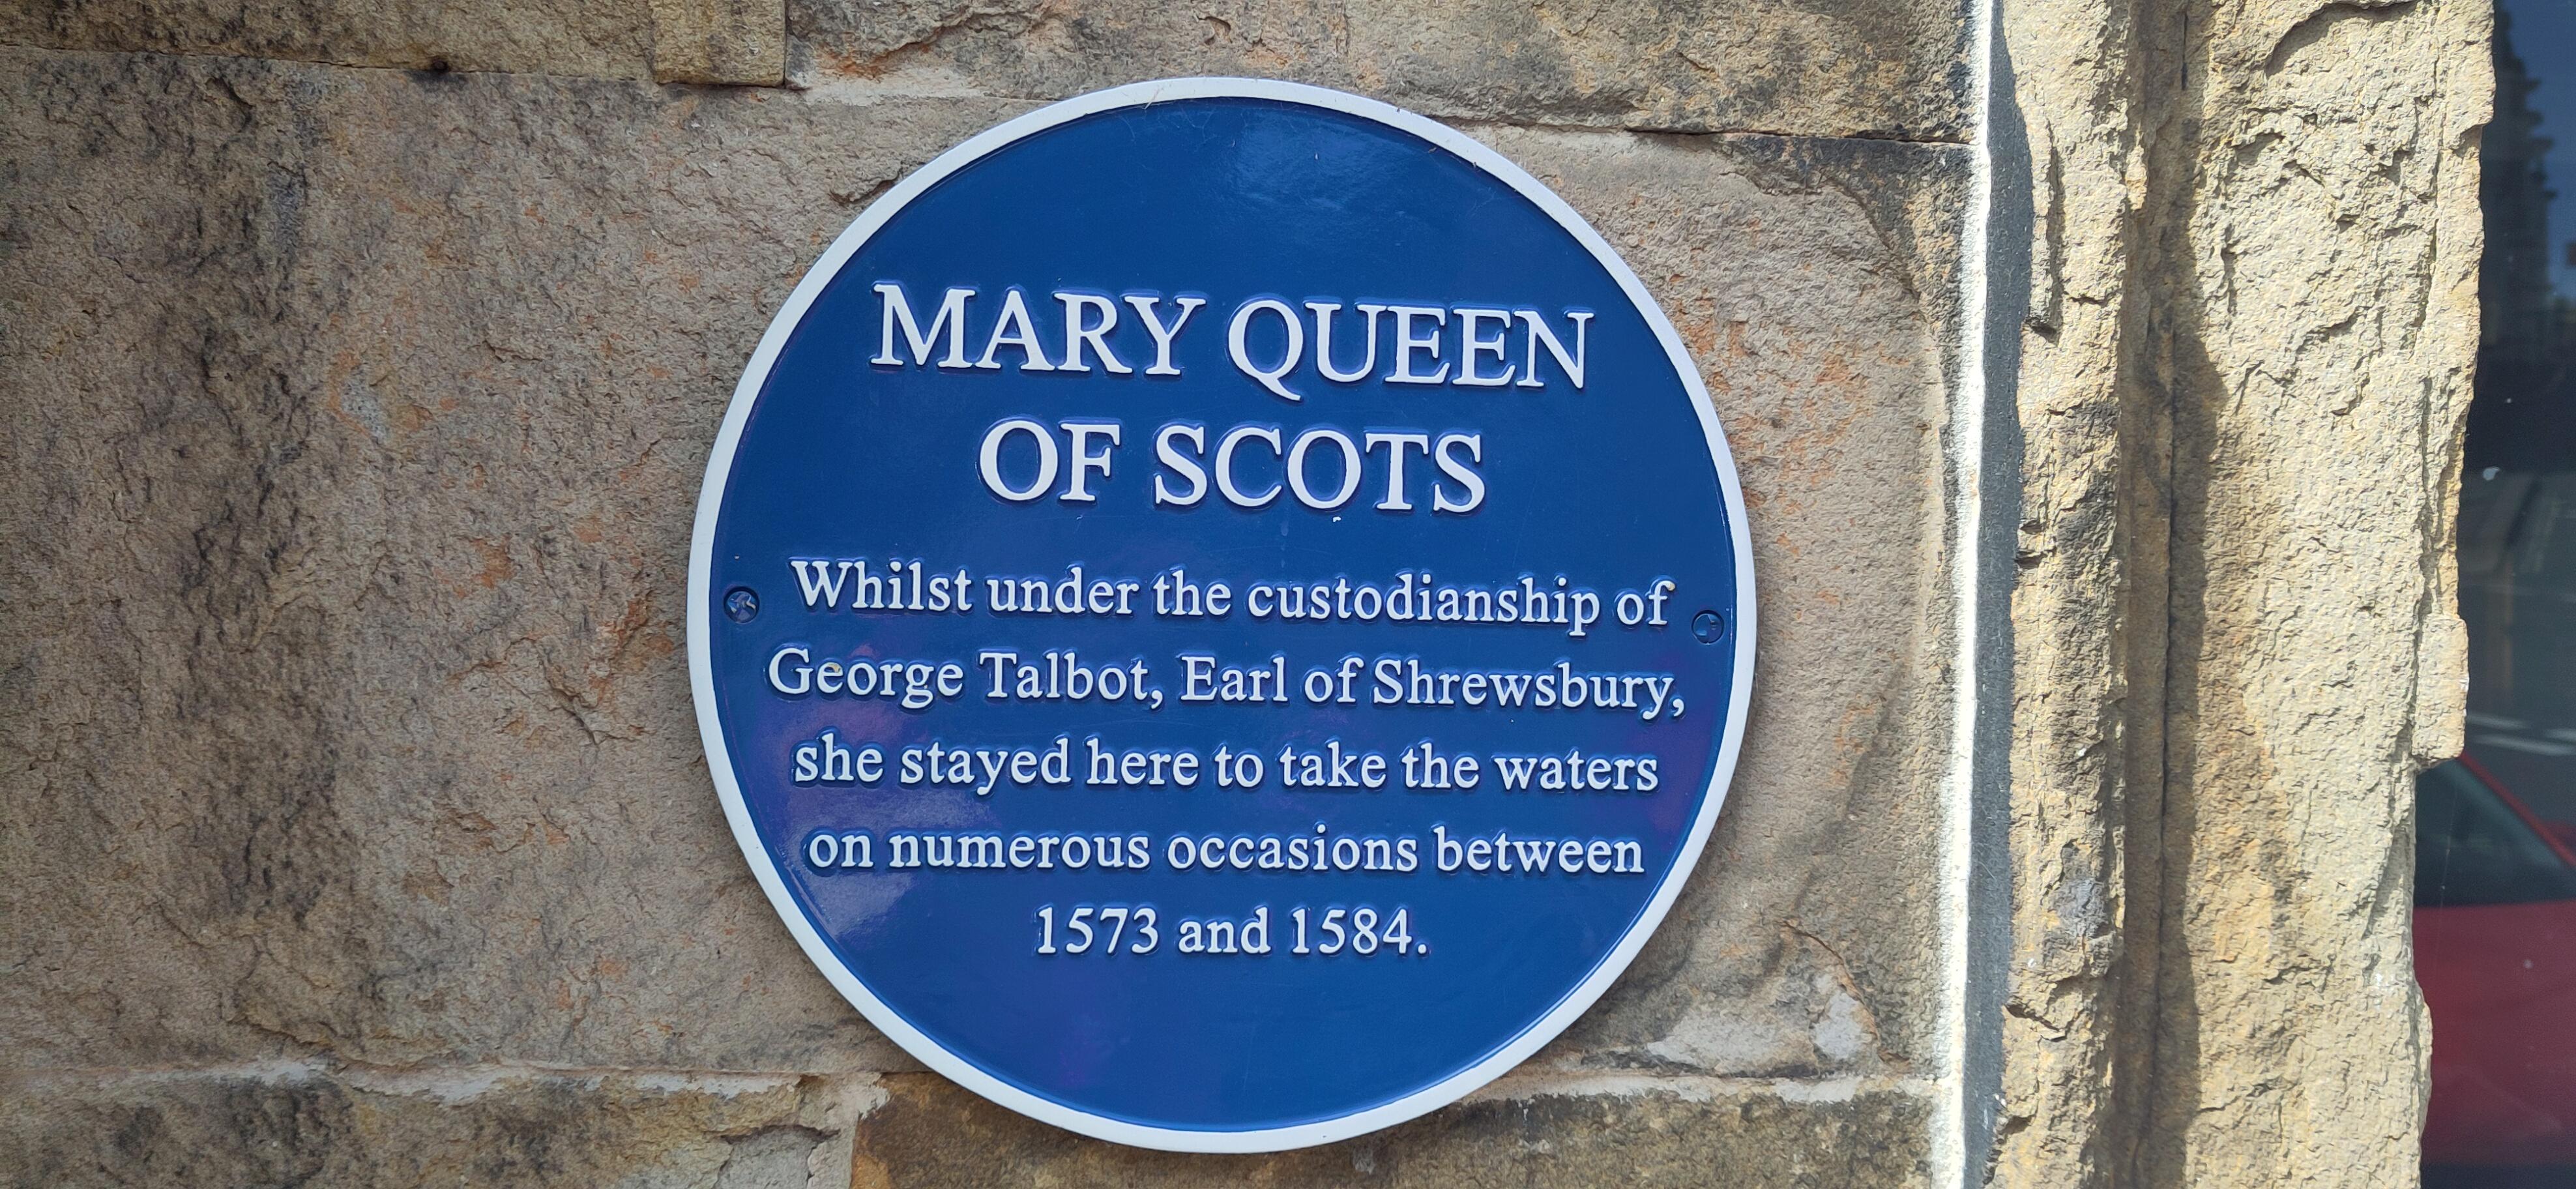 MARY QUEEN
OF SCOTS
Whilst under the custodianship of
George Talbot, Earl of Shrewsbury,
she stayed here to take the waters
on numerous occasions between
1573 and 1584.